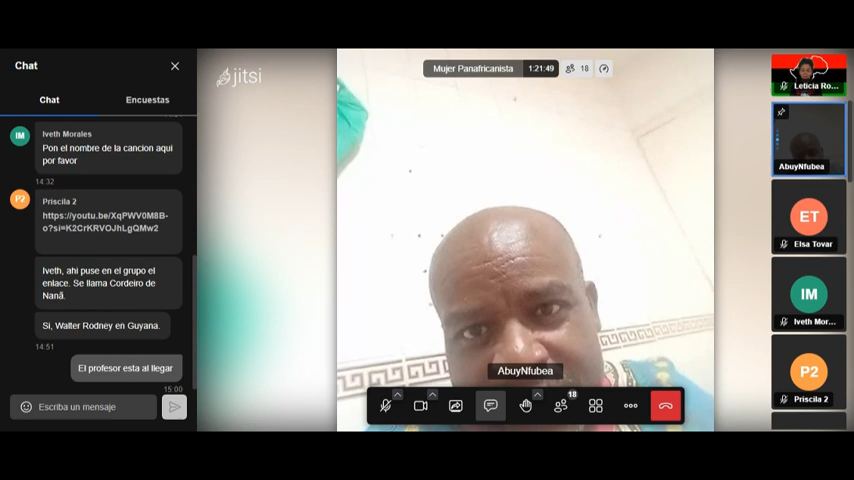 Chat
Chat
Encuestas
IM
Iveth Morales
Pon el nombre de la cancion aqui
por favor
14:32
P2
Priscila 2
https://youtu.be/XqPWV0M8B-
o?si=K2CrKRVOJhLgQMw2
Iveth, ahi puse en el grupo el
enlace. Se llama Cordeiro de
Nanã.
Si, Walter Rodney en Guyana.
14:51
El profesor esta al llegar
15:00
Escriba un mensaje
jitsi
Mujer Panafricanista
1:21:49
18
AbuyNfubea
18
Leticia Ro...
AbuyNfubea
ET
Elsa Tovar
IM
Iveth Mor...
P2
Priscila 2